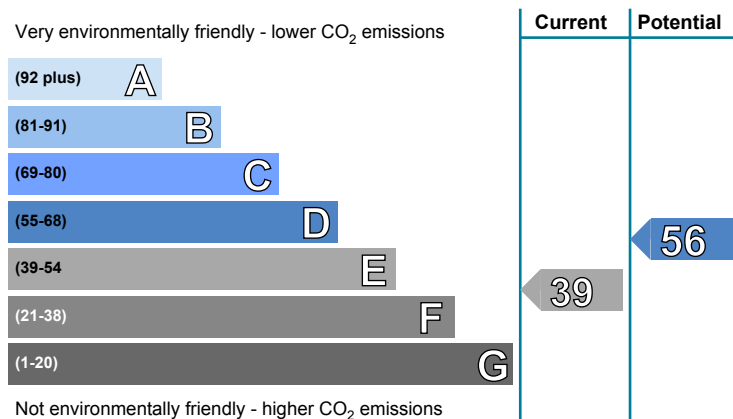 Very environmentally friendly - lower CO₂ emissions
Current
Potential
(92 plus) A
(81-91) B
(69-80) C
(55-68) D
56
(39-54 E
39
(21-38) F
(1-20) G
Not environmentally friendly - higher CO₂ emissions